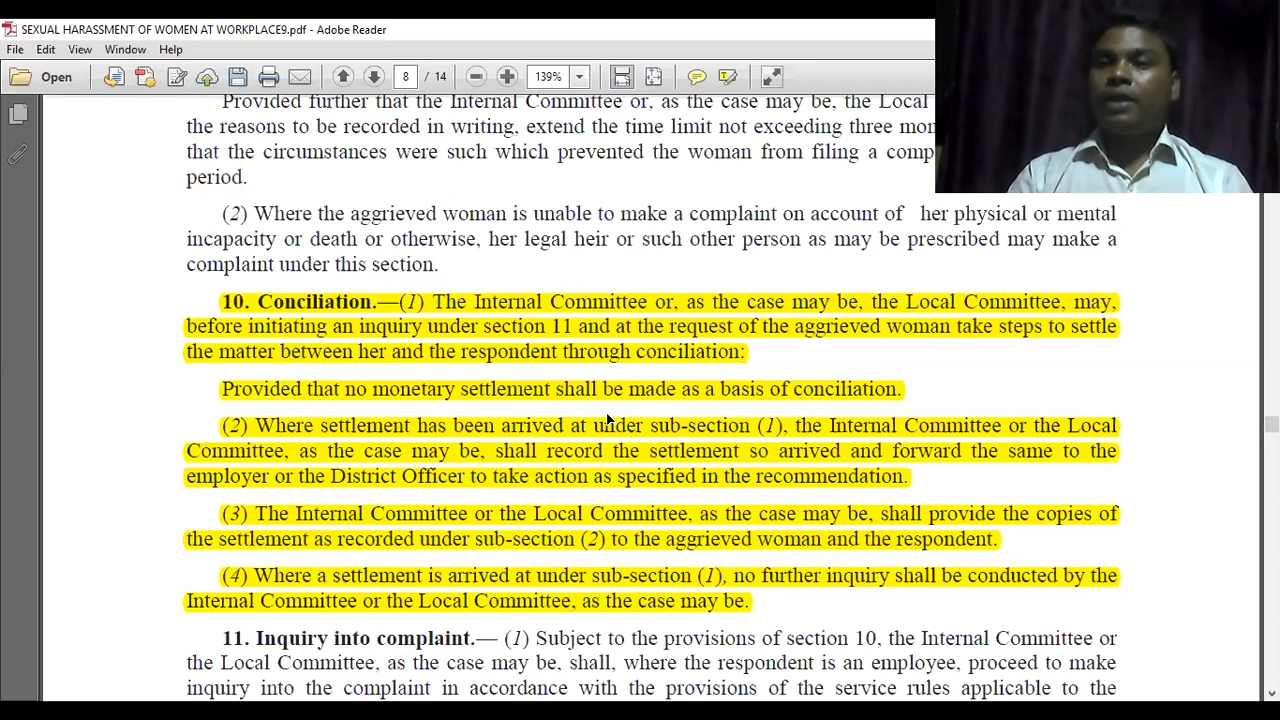 SEXUAL HARASSMENT OF WOMEN AT WORKPLACE9.pdf - Adobe Reader
File Edit View Window Help
Open 8 / 14 139%
Provided further that the Internal Committee or, as the case may be, the Local
the reasons to be recorded in writing, extend the time limit not exceeding three mon
that the circumstances were such which prevented the woman from filing a comp
period.
(2) Where the aggrieved woman is unable to make a complaint on account of her physical or mental
incapacity or death or otherwise, her legal heir or such other person as may be prescribed may make a
complaint under this section.
10. Conciliation.—(1) The Internal Committee or, as the case may be, the Local Committee, may,
before initiating an inquiry under section 11 and at the request of the aggrieved woman take steps to settle
the matter between her and the respondent through conciliation:
Provided that no monetary settlement shall be made as a basis of conciliation.
(2) Where settlement has been arrived at under sub-section (1), the Internal Committee or the Local
Committee, as the case may be, shall record the settlement so arrived and forward the same to the
employer or the District Officer to take action as specified in the recommendation.
(3) The Internal Committee or the Local Committee, as the case may be, shall provide the copies of
the settlement as recorded under sub-section (2) to the aggrieved woman and the respondent.
(4) Where a settlement is arrived at under sub-section (1), no further inquiry shall be conducted by the
Internal Committee or the Local Committee, as the case may be.
11. Inquiry into complaint.— (1) Subject to the provisions of section 10, the Internal Committee or
the Local Committee, as the case may be, shall, where the respondent is an employee, proceed to make
inquiry into the complaint in accordance with the provisions of the service rules applicable to the